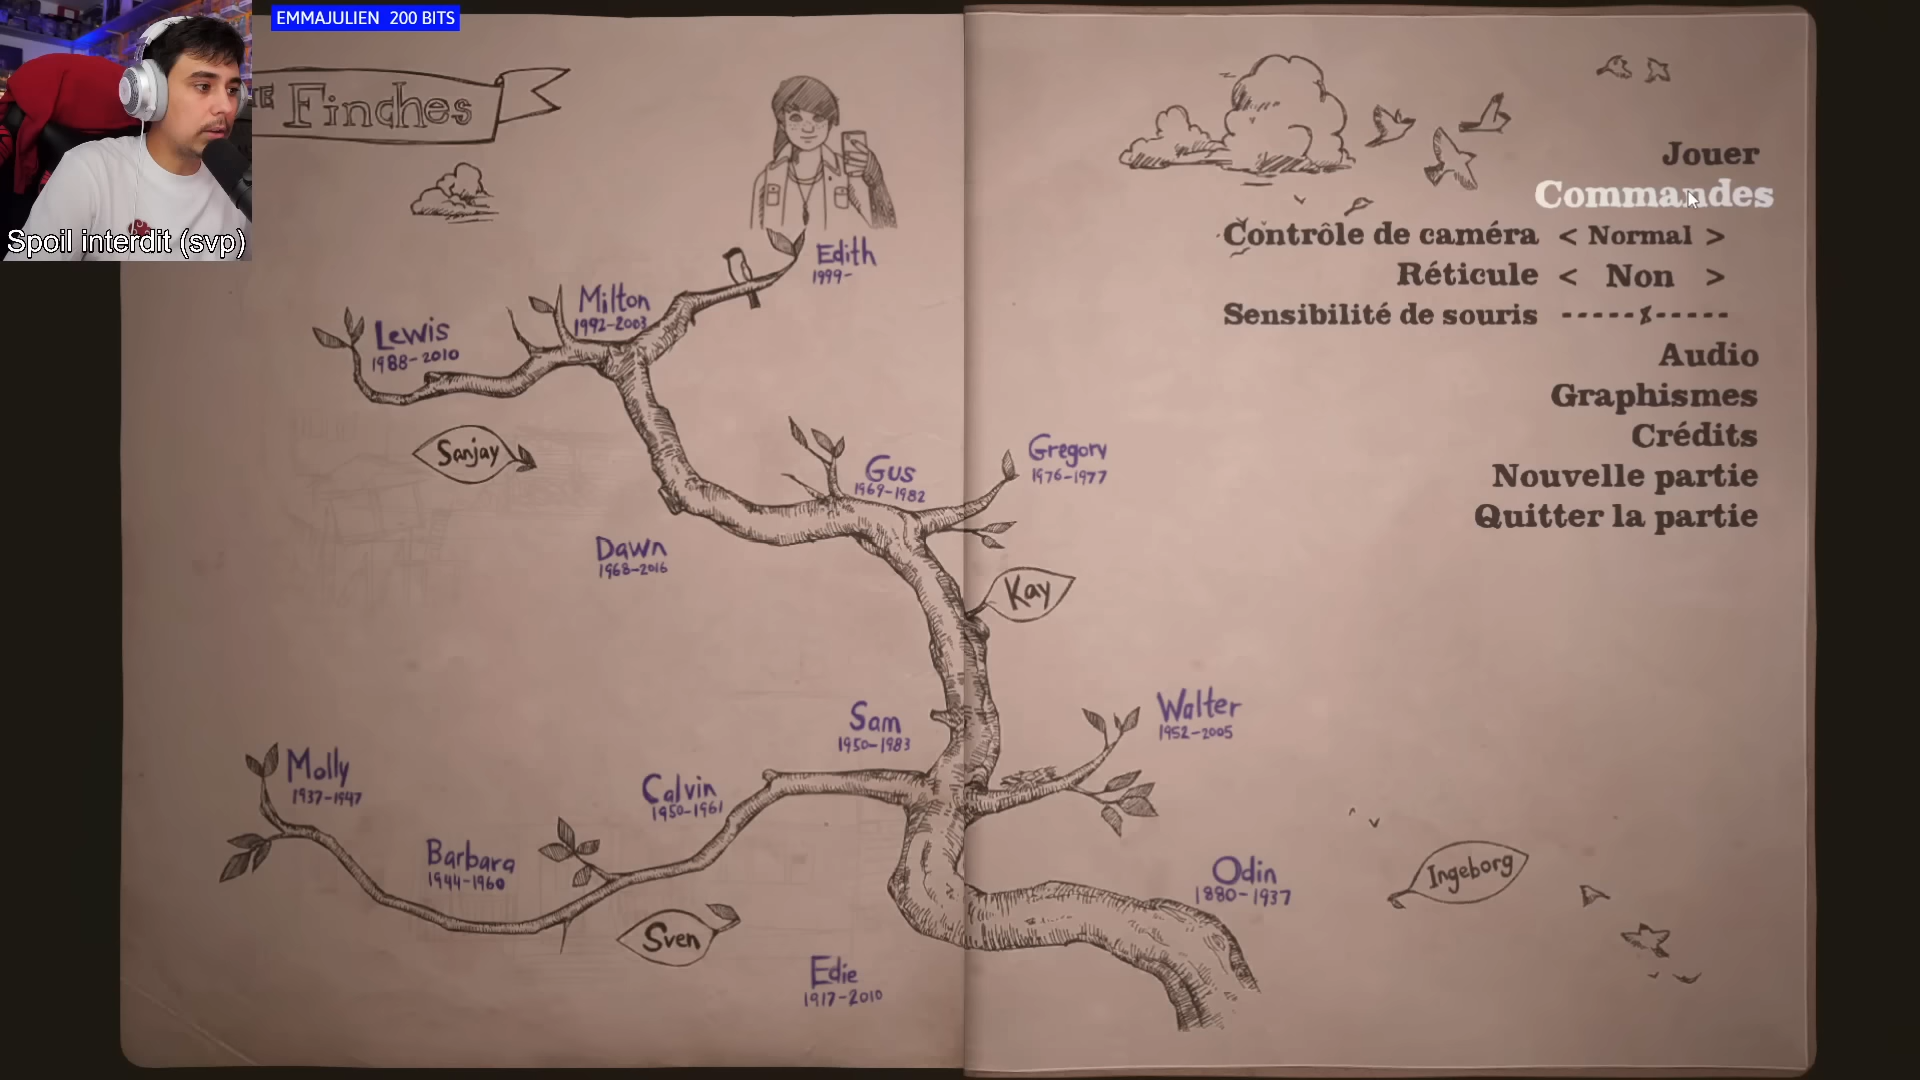 EMMAJULIEN 200 BITS
Finches
Spoil interdit (svp)
Edith
1999-
Milton
1992-2003
Lewis
1988-2010
Sanjay
Gus
1969-1982
Gregory
1976-1977
Dawn
1968-2016
Kay
Sam
1950-1983
Walter
1952-2005
Molly
1937-1947
Calvin
1950-1961
Barbara
1944-1960
Sven
Edie
1917-2010
Odin
1880-1937
Ingeborg
Jouer
Commandes
Contrôle de caméra < Normal >
Réticule < Non >
Sensibilité de souris
Audio
Graphismes
Crédits
Nouvelle partie
Quitter la partie